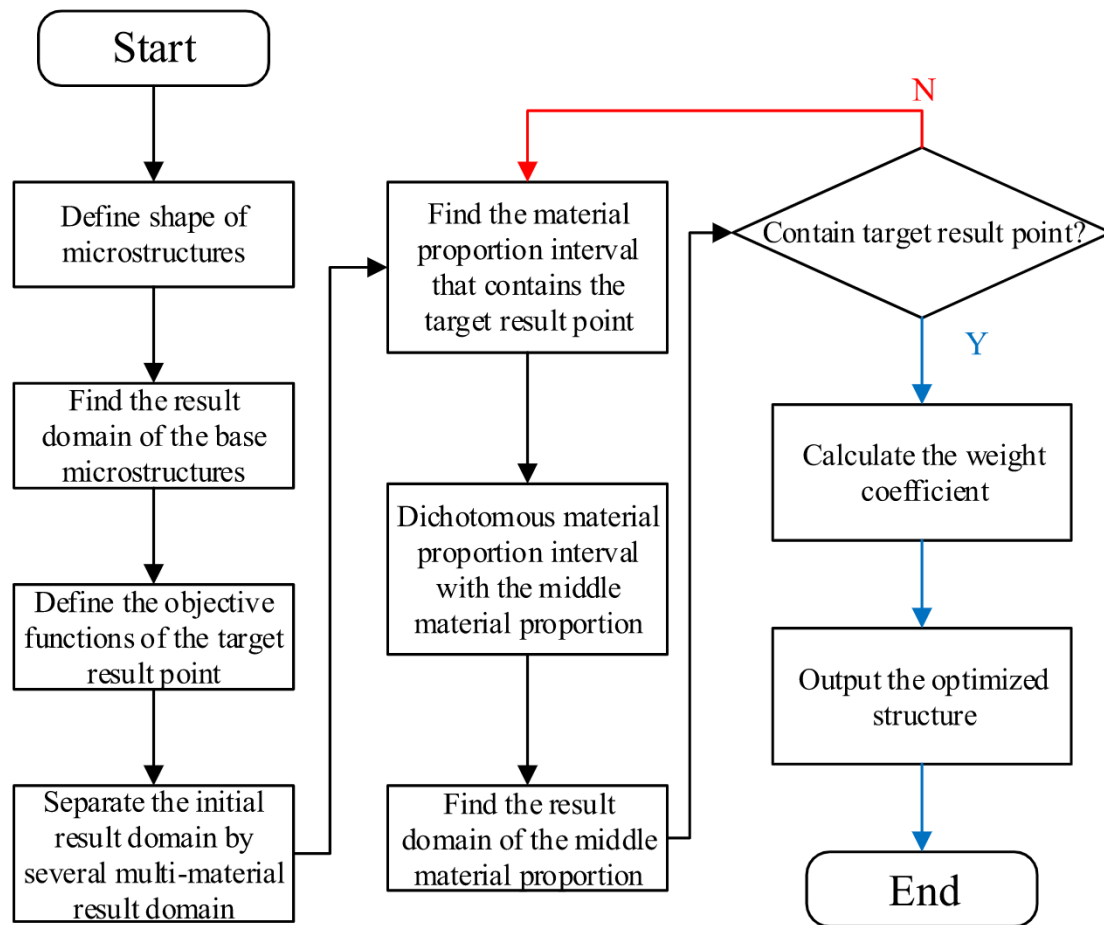 Start
Define shape of
microstructures
Find the result
domain of the base
microstructures
Define the objective
functions of the target
result point
Separate the initial
result domain by
several multi-material
result domain
Find the material
proportion interval
that contains the
target result point
Dichotomous material
proportion interval
with the middle
material proportion
Find the result
domain of the middle
material proportion
N
Contain target result point?
Y
Calculate the weight
coefficient
Output the optimized
structure
End